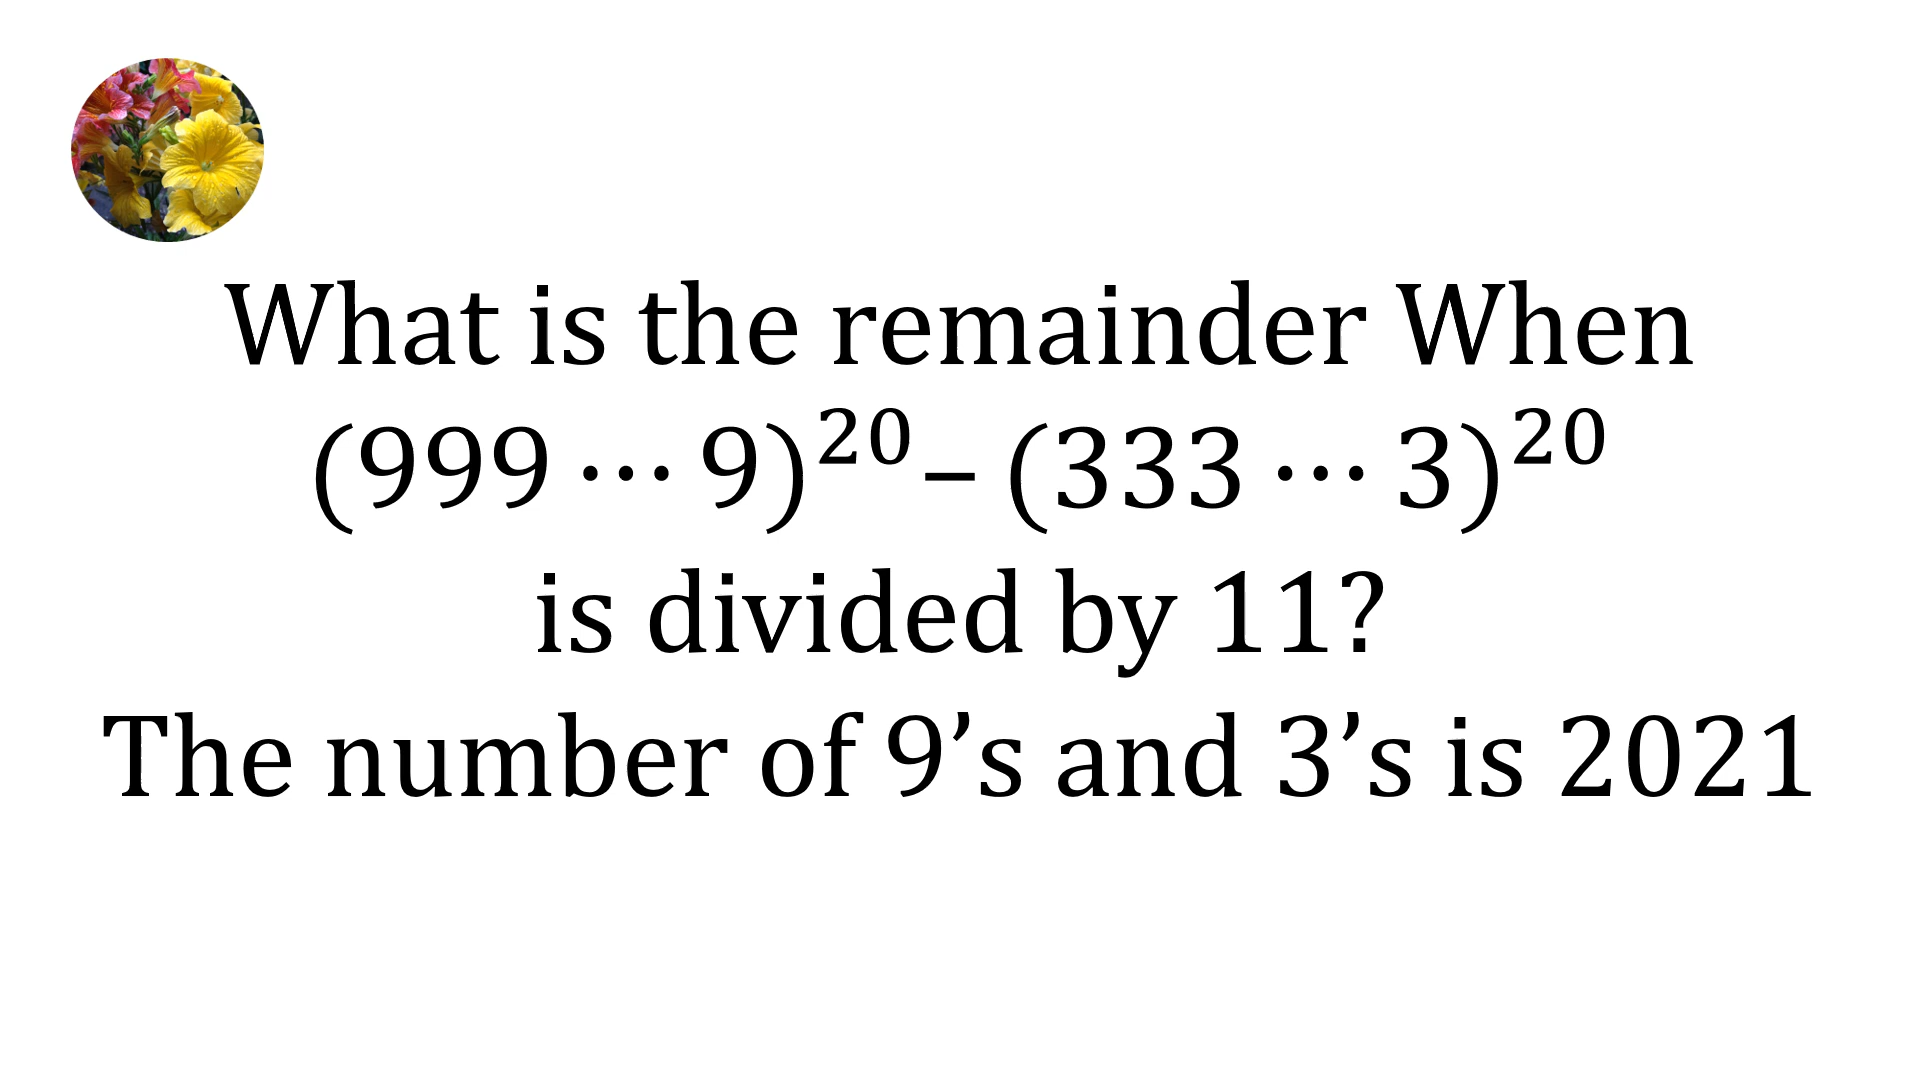 What is the remainder When
(999 ⋯ 9)²⁰– (333 ⋯ 3)²⁰
is divided by 11?
The number of 9’s and 3’s is 2021